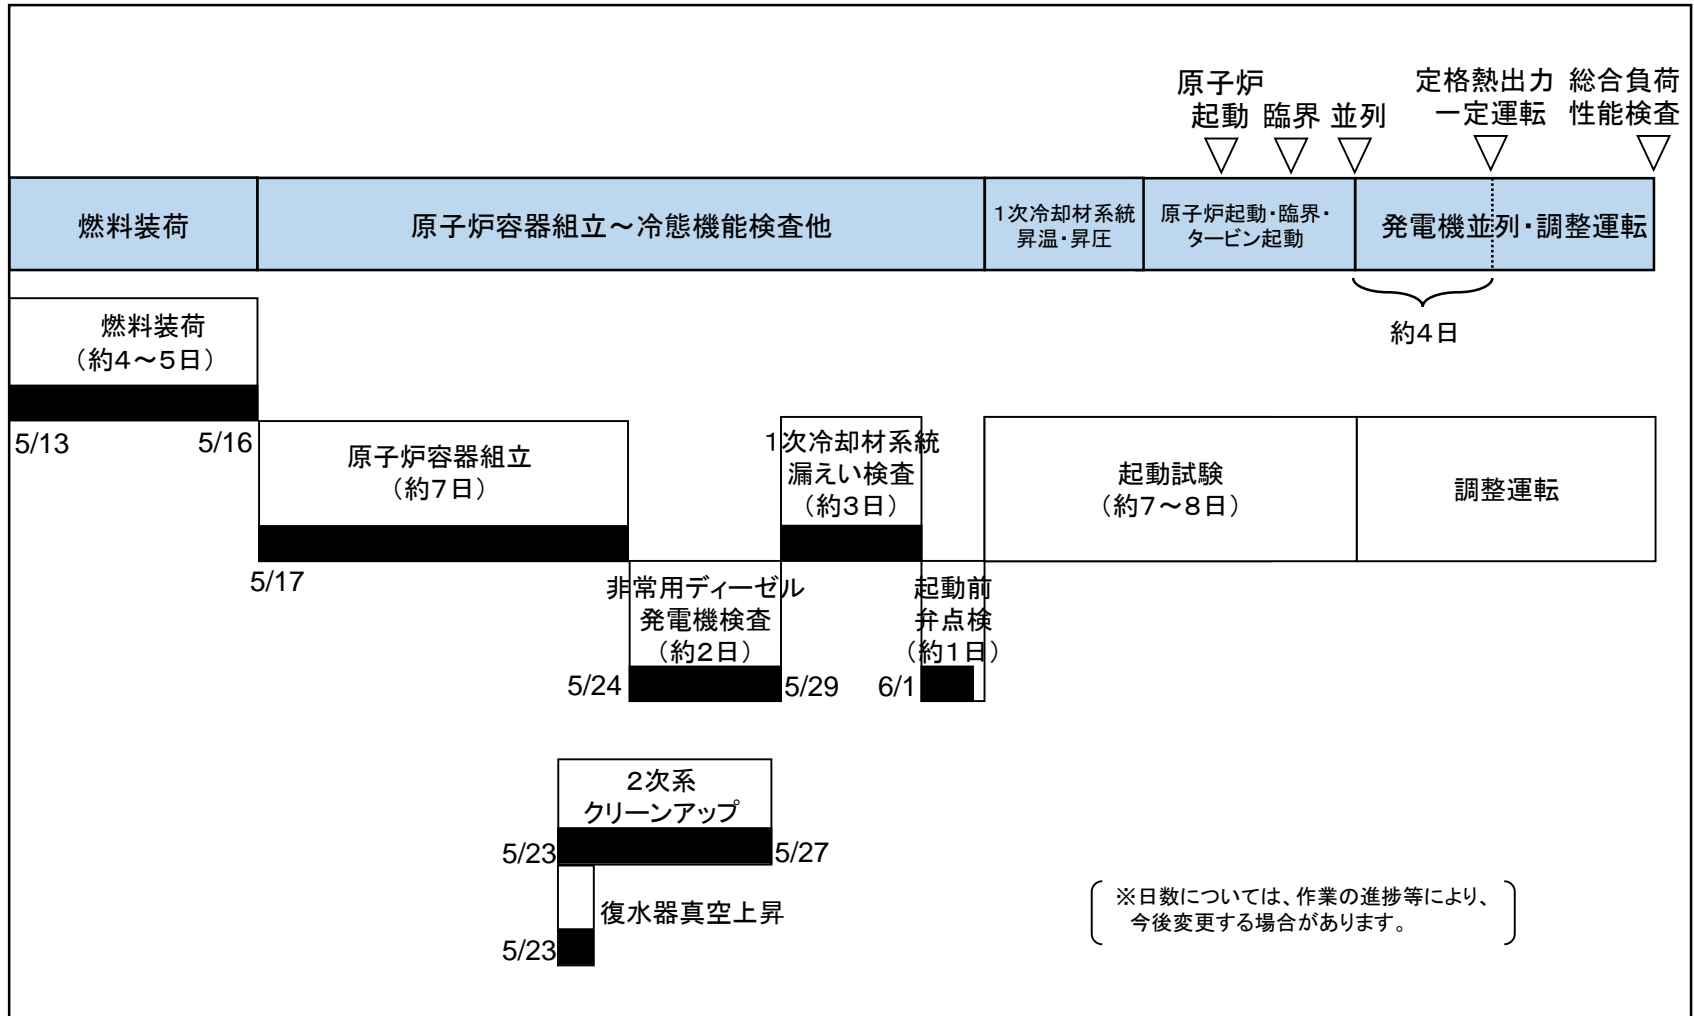 原子炉
起動
臨界
並列
定格熱出力
一定運転
総合負荷
性能検査
燃料装荷
原子炉容器組立～冷態機能検査他
１次冷却材系統
昇温・昇圧
原子炉起動・臨界・
タービン起動
発電機並列・調整運転
約４日
燃料装荷
（約４～５日）
5/13
5/16
原子炉容器組立
（約７日）
5/17
１次冷却材系統
漏えい検査
（約３日）
起動試験
（約７～８日）
調整運転
非常用ディーゼル
発電機検査
（約２日）
5/24
5/29
起動前
弁点検
（約１日）
6/1
２次系
クリーンアップ
5/23
5/27
復水器真空上昇
5/23
※日数については、作業の進捗等により、
今後変更する場合があります。